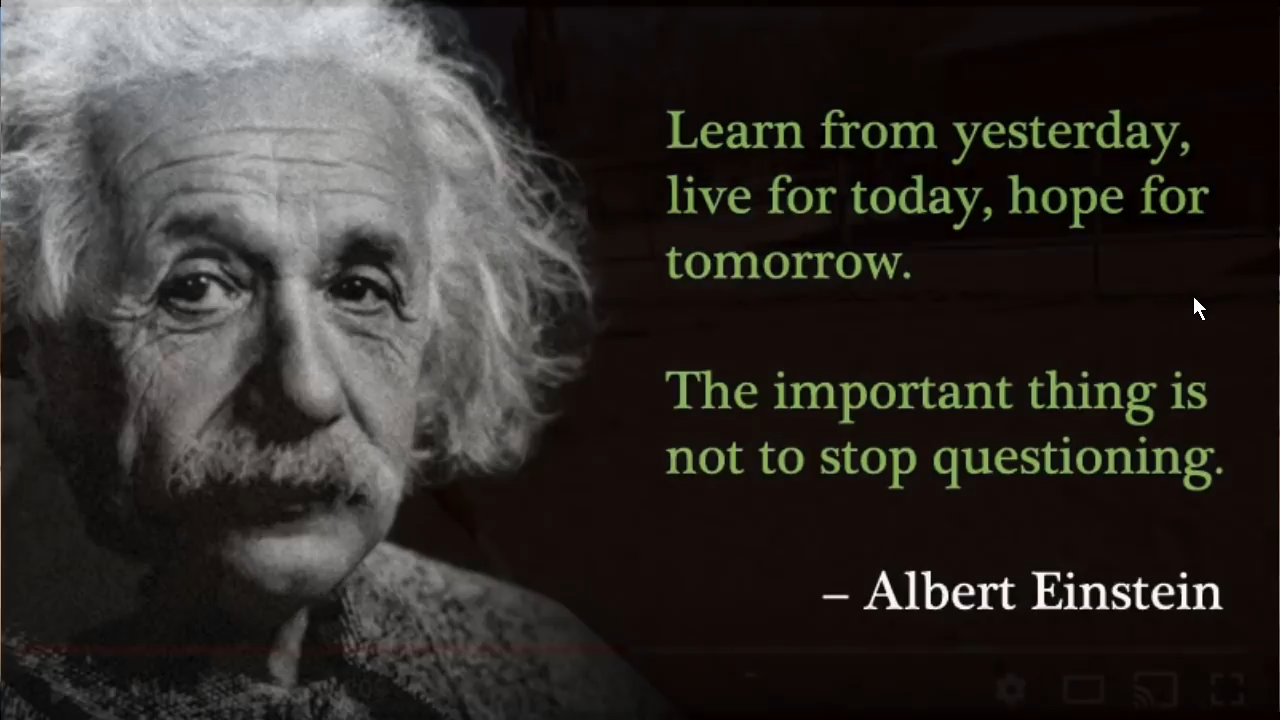 Learn from yesterday,
live for today, hope for
tomorrow.
The important thing is
not to stop questioning.
– Albert Einstein